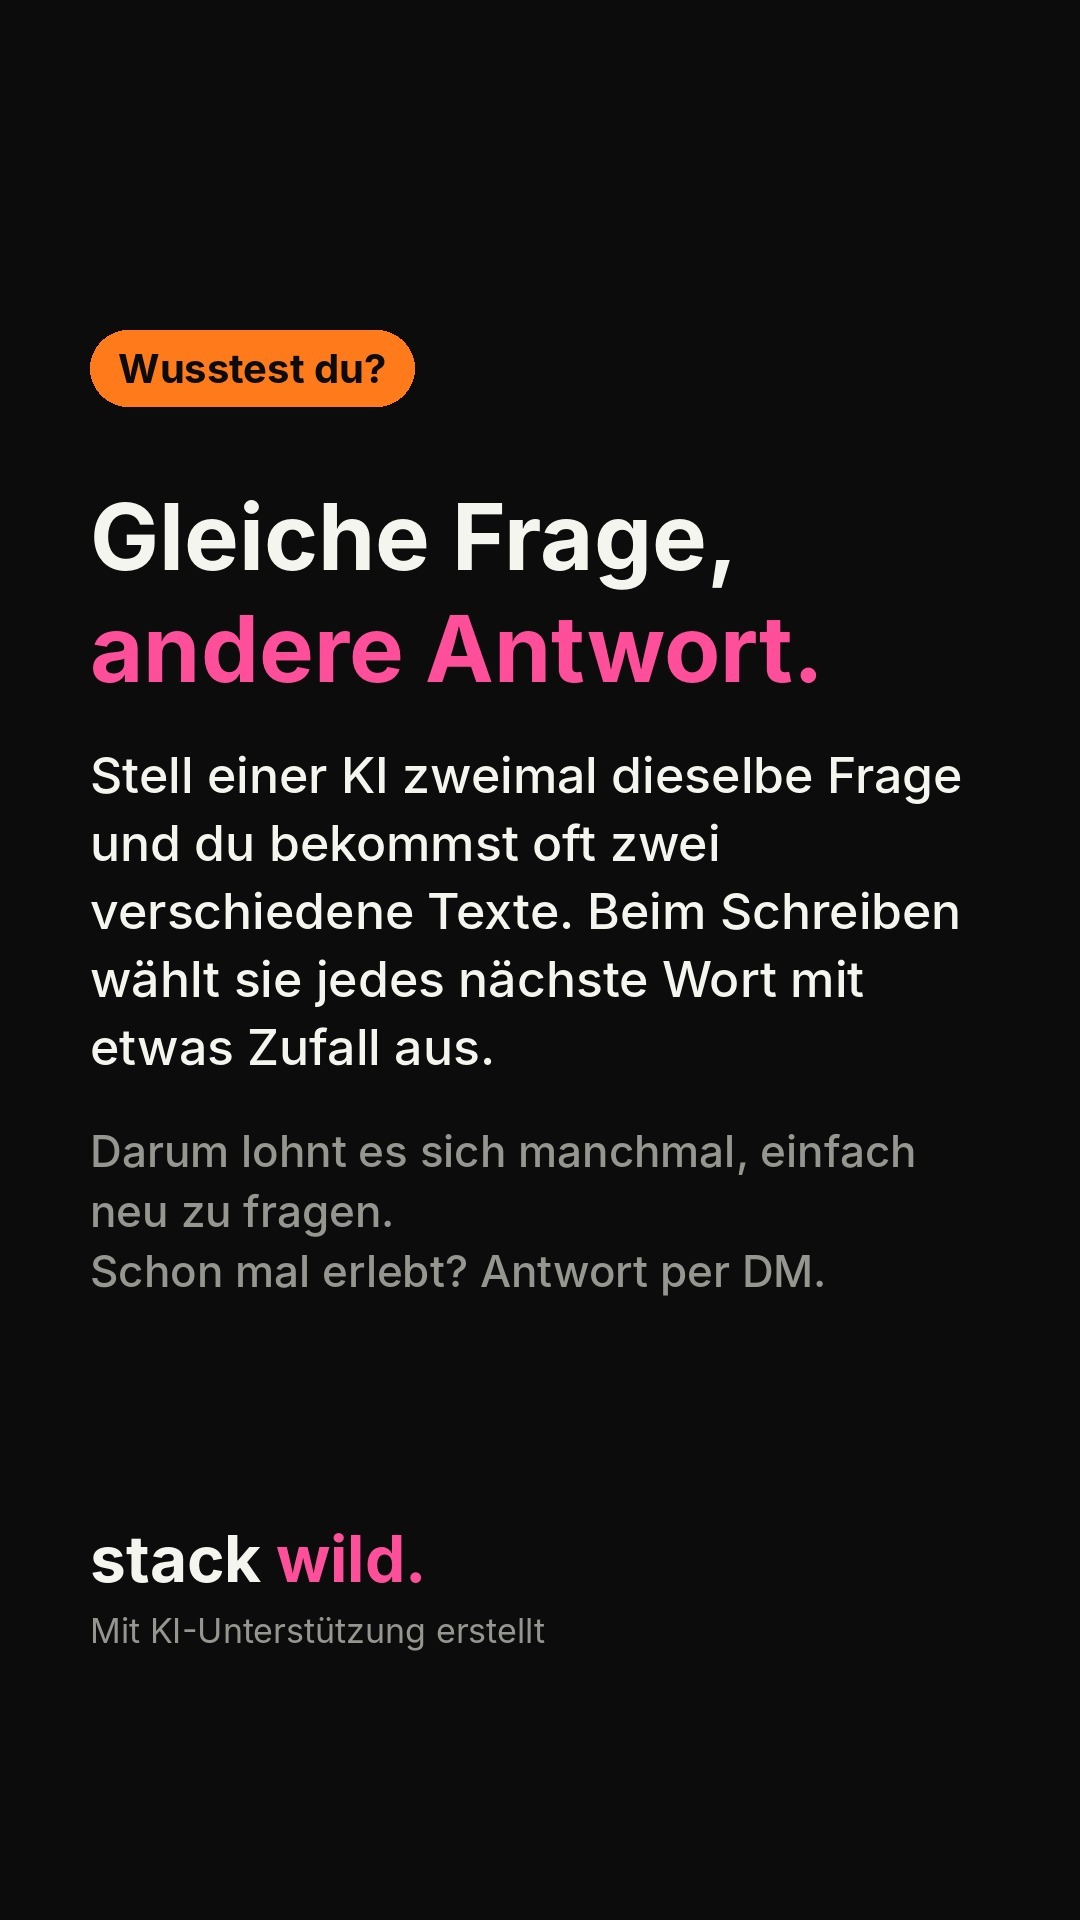 Wusstest du?
Gleiche Frage,
andere Antwort.
Stell einer KI zweimal dieselbe Frage
und du bekommst oft zwei
verschiedene Texte. Beim Schreiben
wählt sie jedes nächste Wort mit
etwas Zufall aus.
Darum lohnt es sich manchmal, einfach
neu zu fragen.
Schon mal erlebt? Antwort per DM.
stack wild.
Mit KI-Unterstützung erstellt